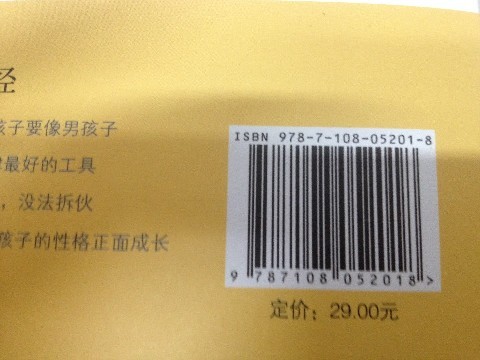 径
孩子要像男孩子
最好的工具
，没法拆伙
孩子的性格正面成长
ISBN 978-7-108-05201-8
9 787108 052018 >
定价：29.00元